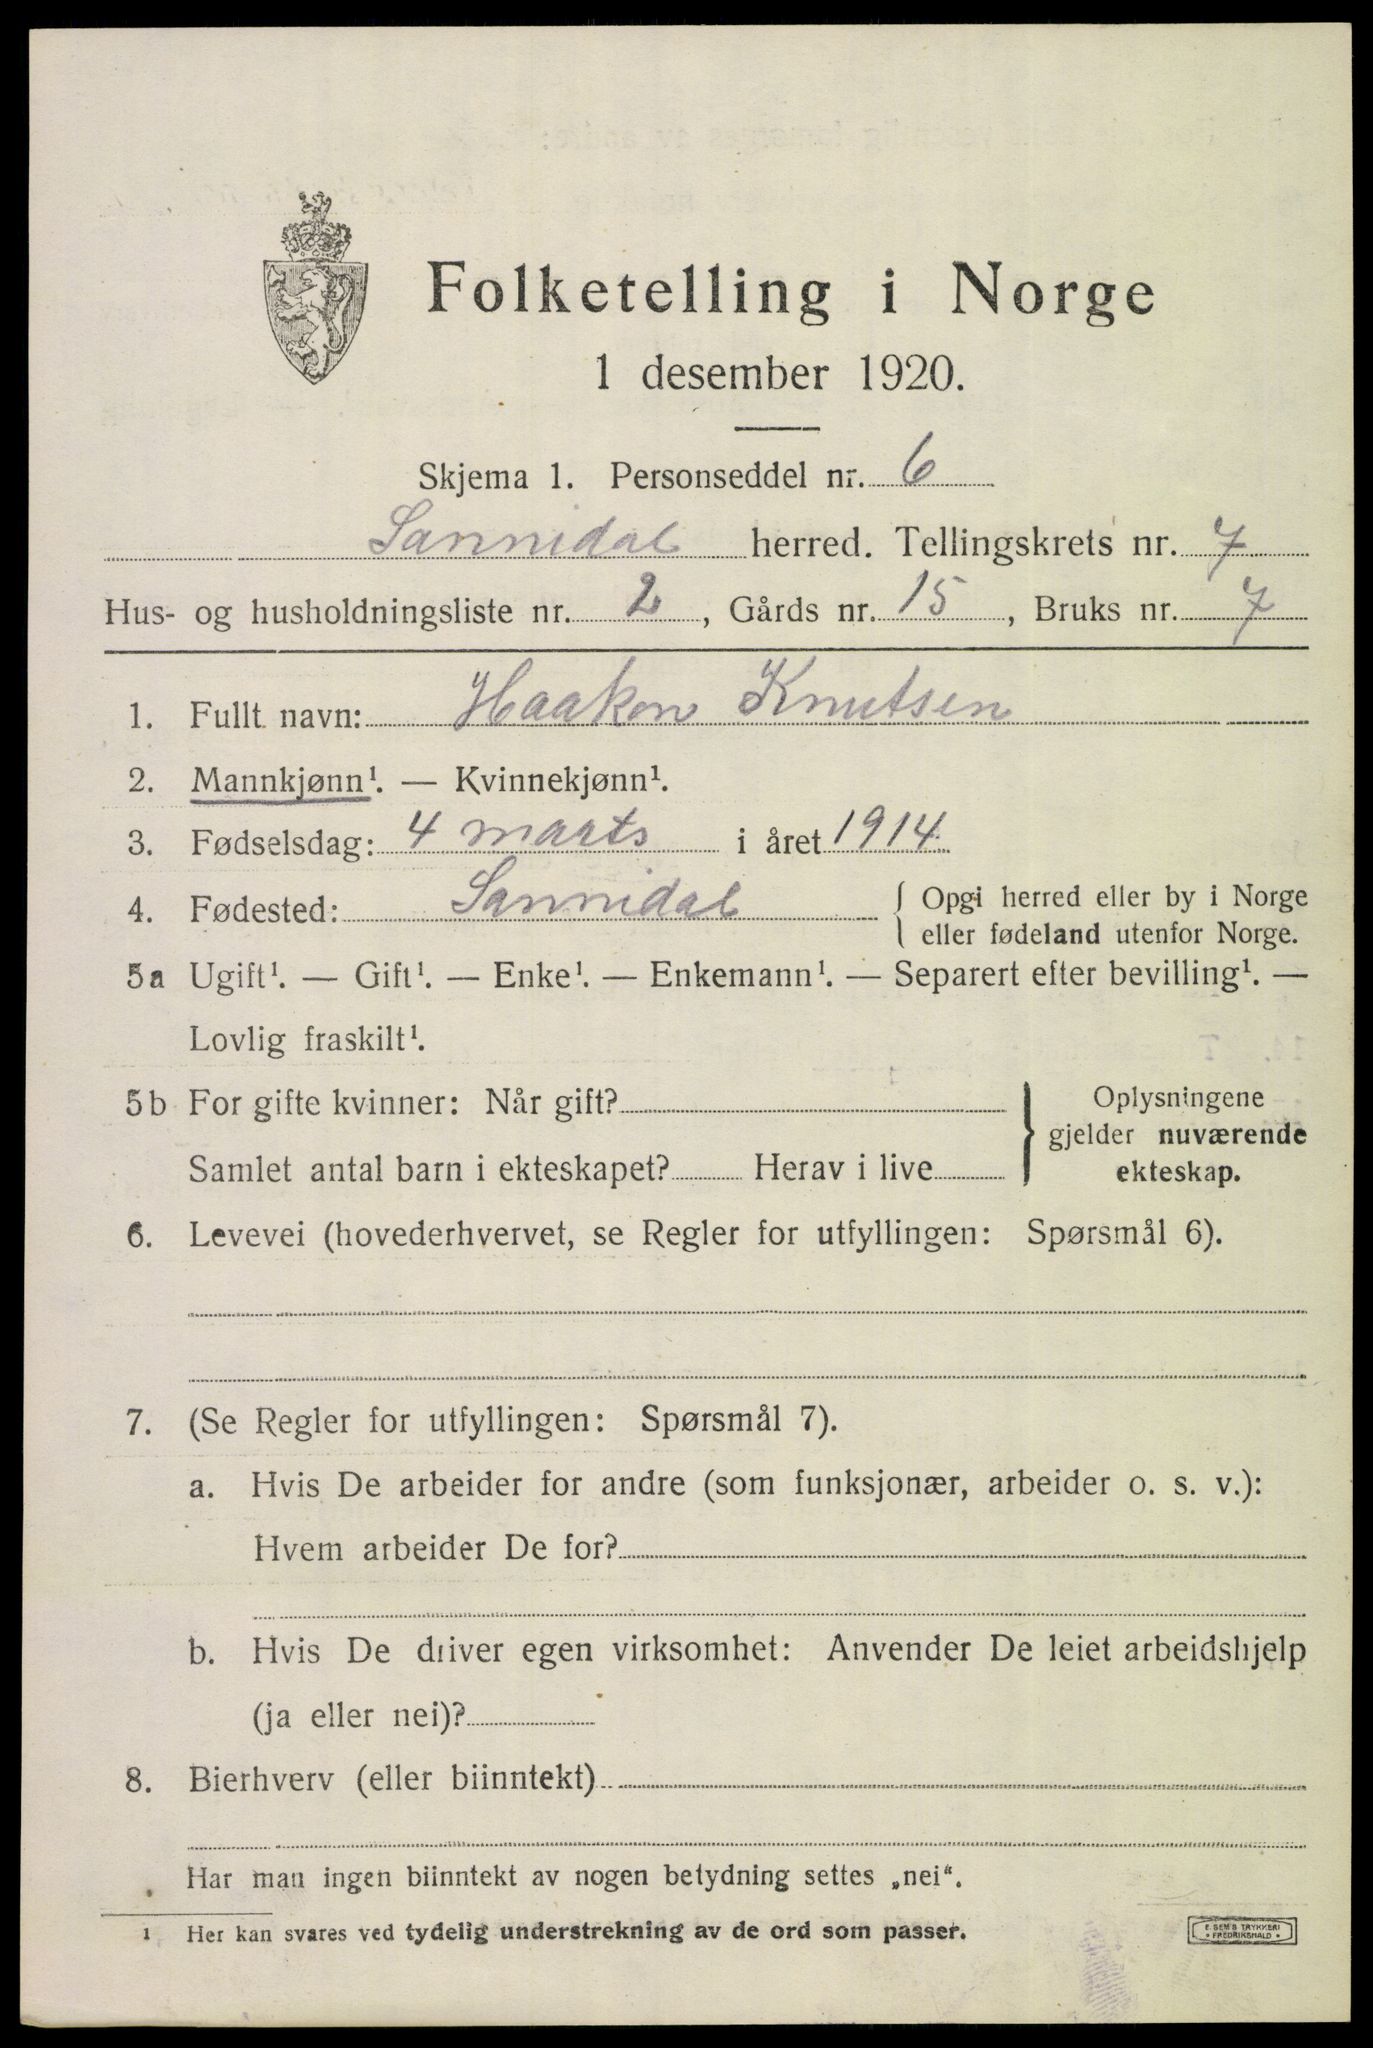 Folketelling i Norge
1 desember 1920.
Skjema 1. Personseddel nr. 6
Sannidal herred. Tellingskrets nr. 7
Hus- og husholdningsliste nr. 2, Gårds nr. 15, Bruks nr. 7
1. Fullt navn: Haakon Knutsen
2. Mannkjønn¹. — Kvinnekjønn¹.
3. Fødselsdag: 4 marts i året 1914
4. Fødested: Sannidal { Opgi herred eller by i Norge
eller fødeland utenfor Norge.
5a Ugift¹. — Gift¹. — Enke¹. — Enkemann¹. — Separert efter bevilling¹. —
Lovlig fraskilt¹.
5b For gifte kvinner: Når gift? } Oplysningene
gjelder nuværende
Samlet antal barn i ekteskapet? Herav i live ekteskap.
6. Levevei (hovederhvervet, se Regler for utfyllingen: Spørsmål 6).
7. (Se Regler for utfyllingen: Spørsmål 7).
a. Hvis De arbeider for andre (som funksjonær, arbeider o. s. v.):
Hvem arbeider De for?
b. Hvis De driver egen virksomhet: Anvender De leiet arbeidshjelp
(ja eller nei)?
8. Bierhverv (eller biinntekt)
Har man ingen biinntekt av nogen betydning settes „nei“.
1 Her kan svares ved tydelig understrekning av de ord som passer.
E. SEM'S TRYKKERI
• FREDRIKSHALD •